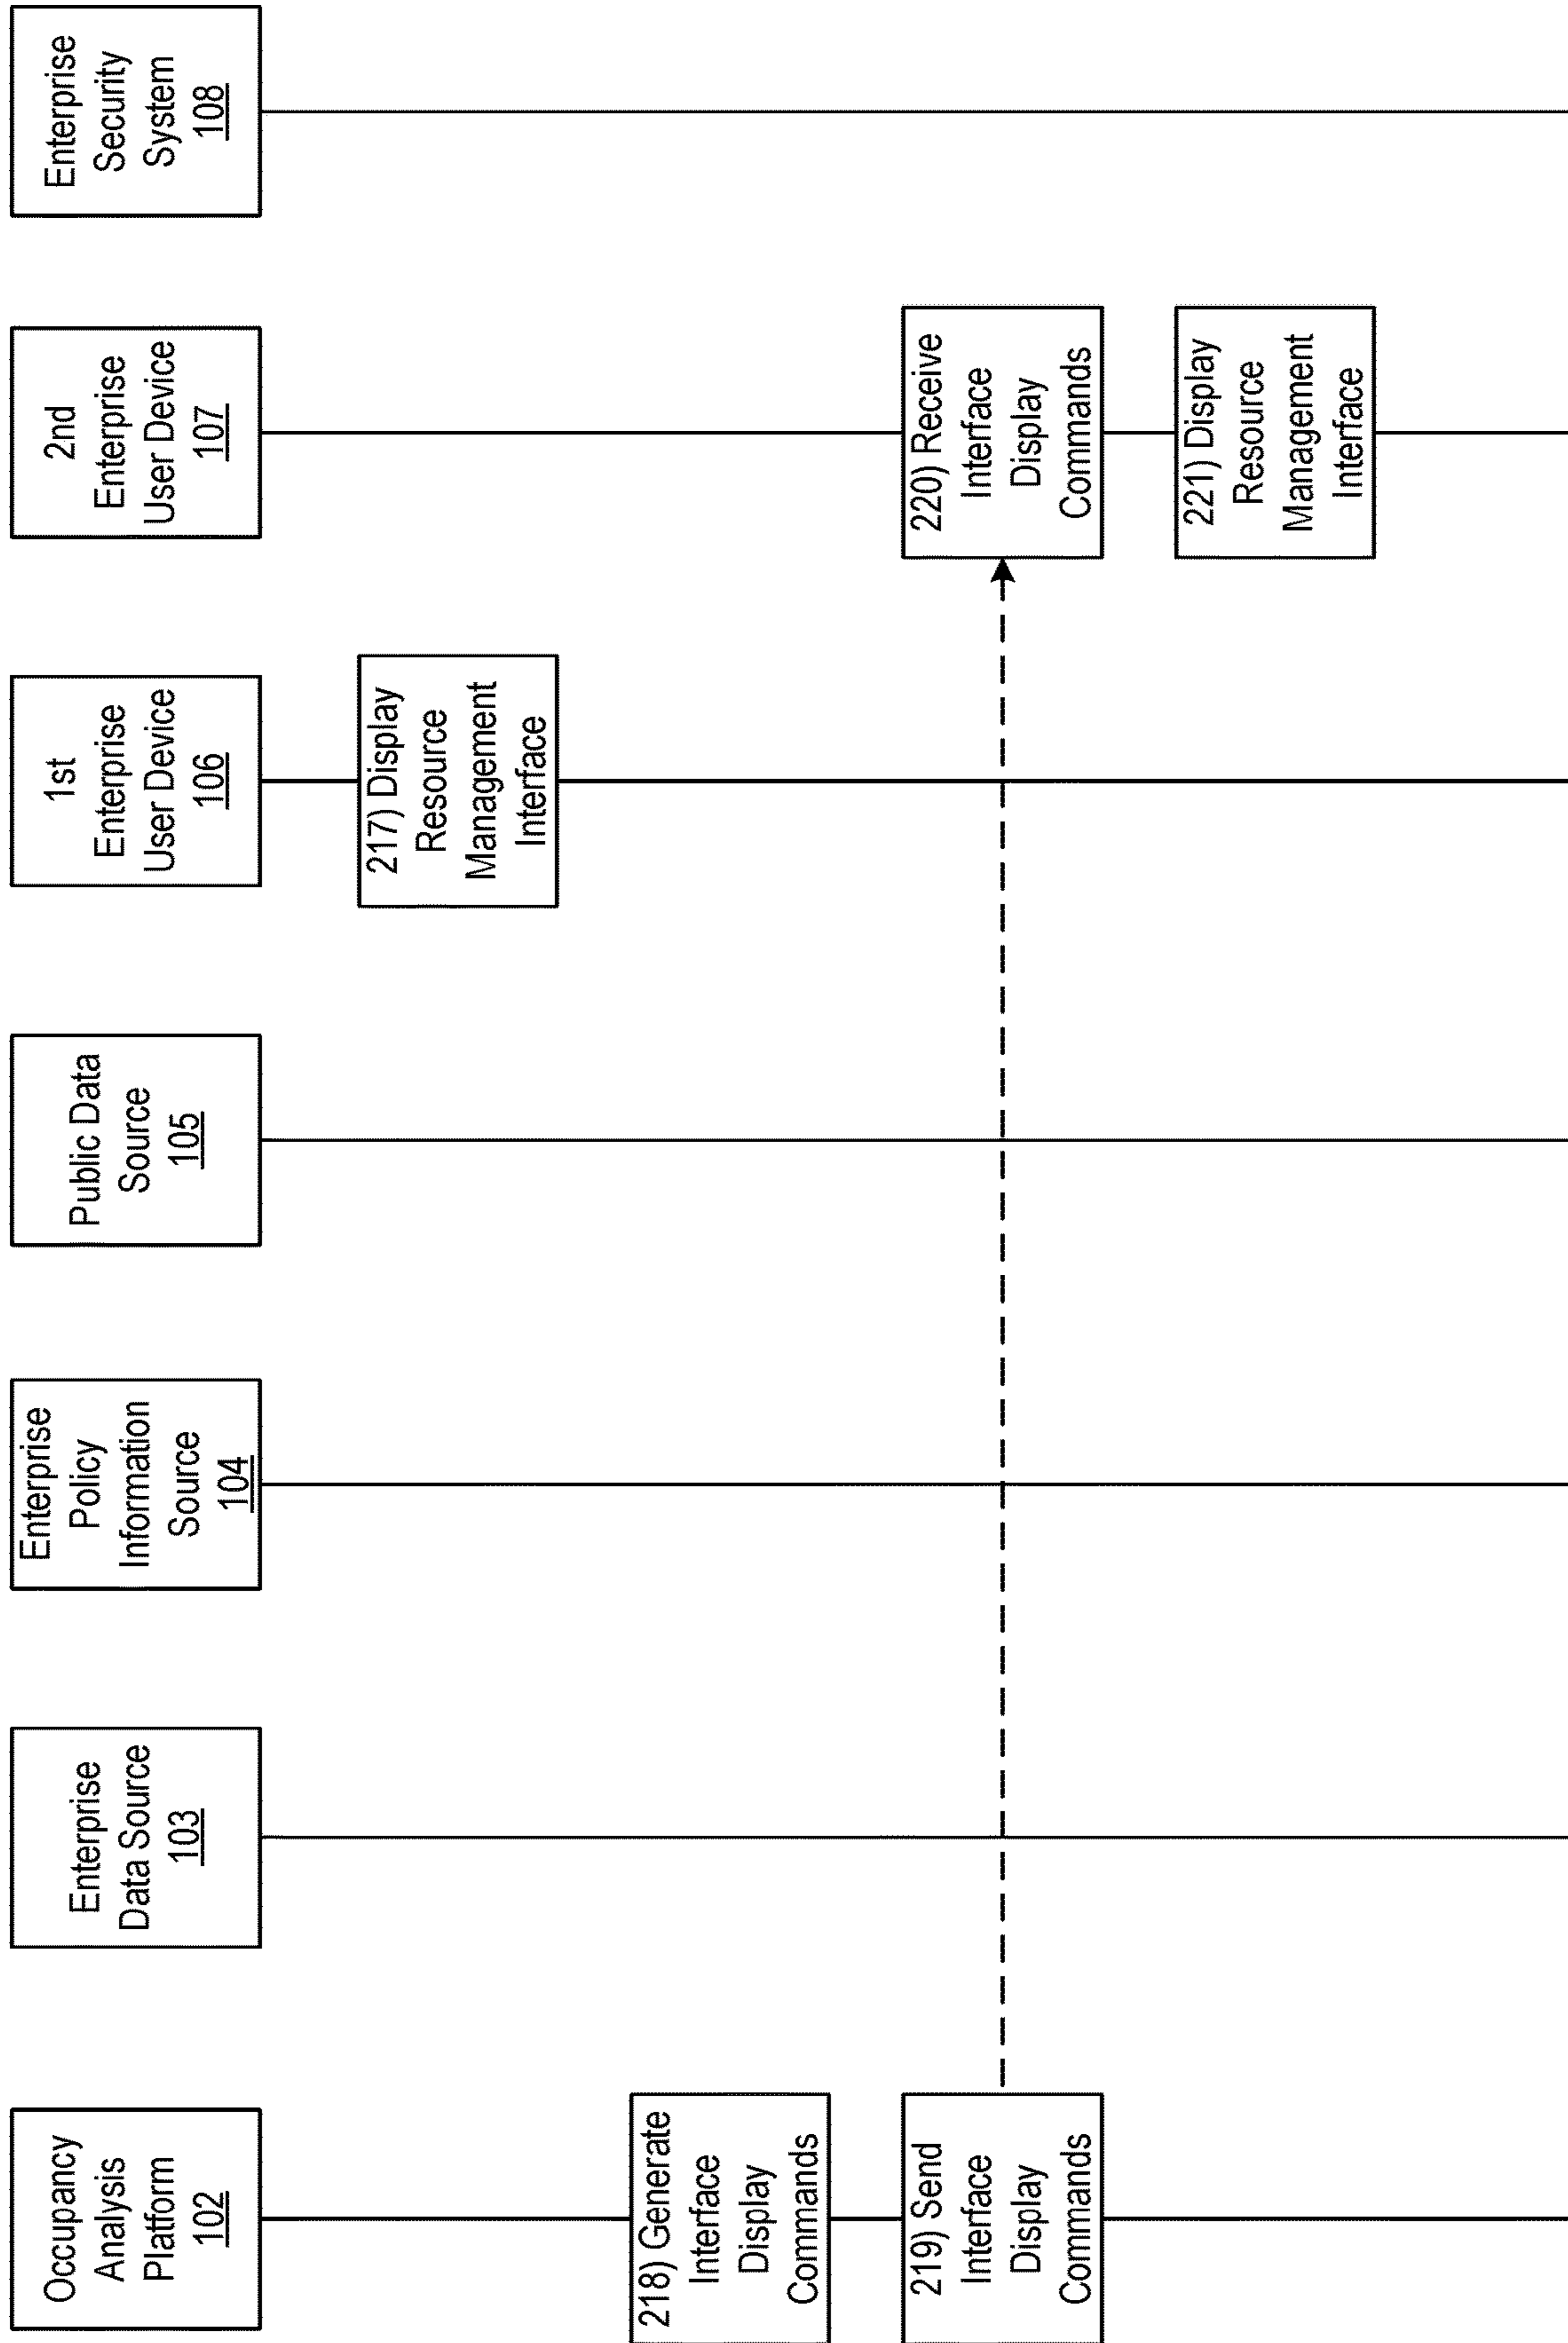 Occupancy
Analysis
Platform
102
Enterprise
Data Source
103
Enterprise
Policy
Information
Source
104
Public Data
Source
105
1st
Enterprise
User Device
106
2nd
Enterprise
User Device
107
Enterprise
Security
System
108
217) Display
Resource
Management
Interface
218) Generate
Interface
Display
Commands
219) Send
Interface
Display
Commands
220) Receive
Interface
Display
Commands
221) Display
Resource
Management
Interface